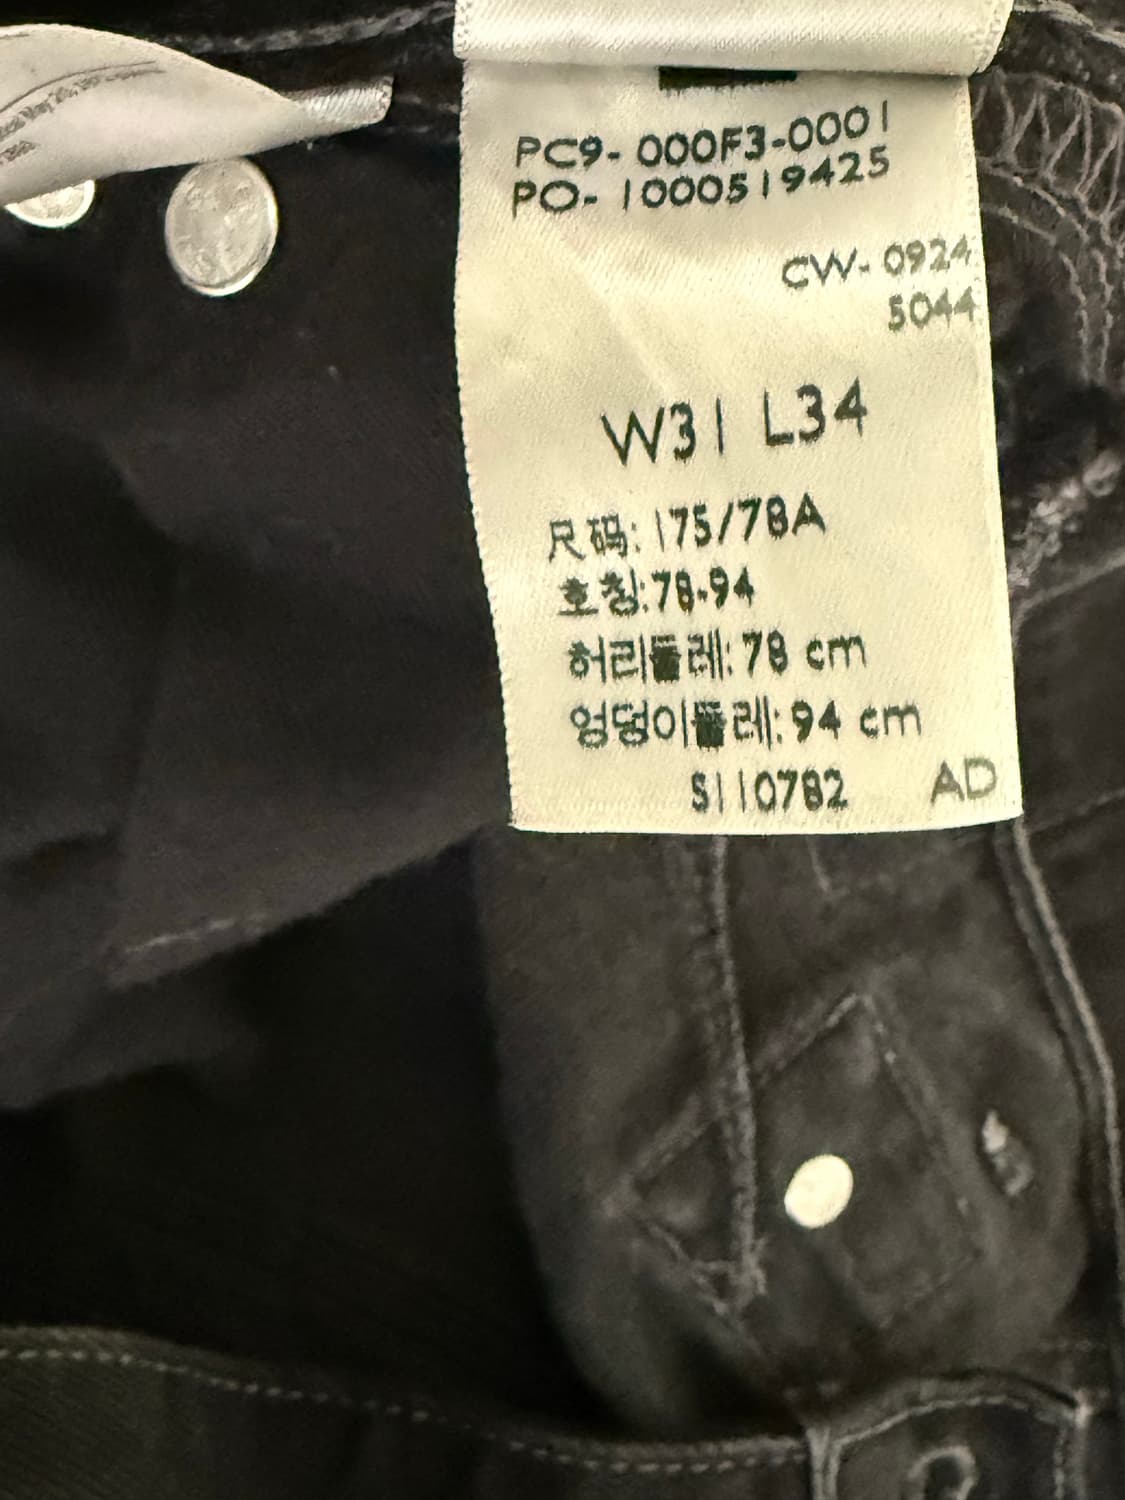 PC9- 000F3-0001
PO- 1000519425
CW- 0924
5044
W31 L34
尺码: 175/78A
호칭:78-94
허리둘레: 78 cm
엉덩이둘레: 94 cm
S110782 AD